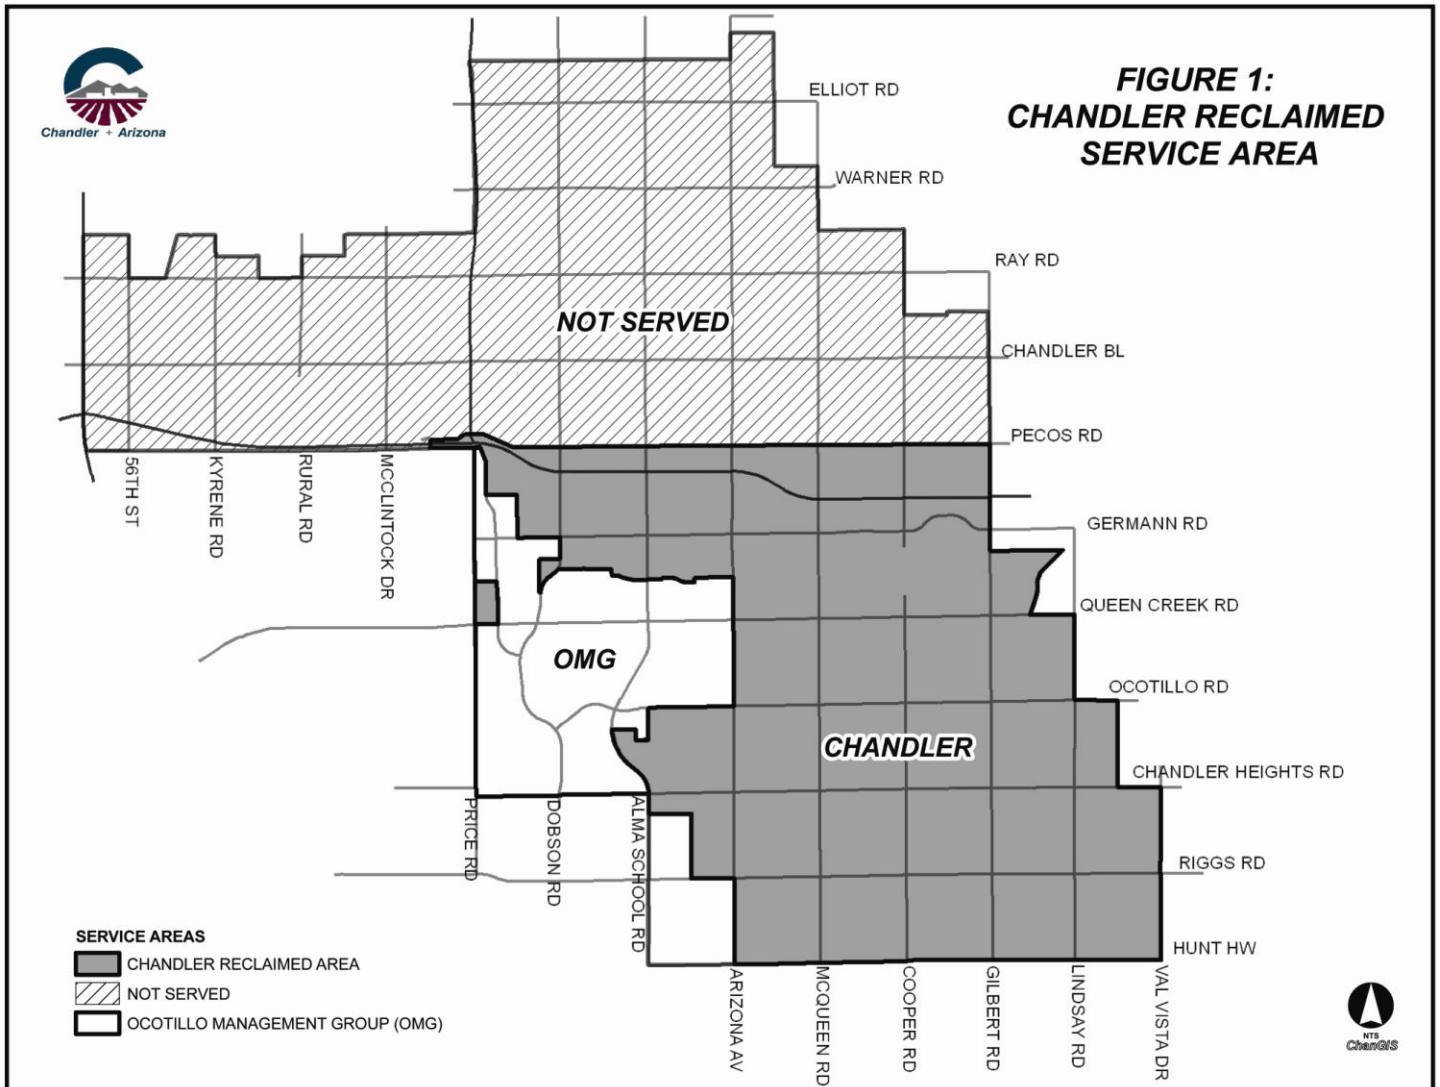 Chandler + Arizona
FIGURE 1:
CHANDLER RECLAIMED
SERVICE AREA
ELLIOT RD
WARNER RD
RAY RD
NOT SERVED
CHANDLER BL
PECOS RD
56TH ST
KYRENE RD
RURAL RD
MCCLINTOCK DR
GERMANN RD
QUEEN CREEK RD
OMG
OCOTILLO RD
CHANDLER
CHANDLER HEIGHTS RD
PRICE RD
DOBSON RD
ALMA SCHOOL RD
RIGGS RD
HUNT HW
ARIZONA AV
MCQUEEN RD
COOPER RD
GILBERT RD
LINDSAY RD
VAL VISTA DR
SERVICE AREAS
CHANDLER RECLAIMED AREA
NOT SERVED
OCOTILLO MANAGEMENT GROUP (OMG)
NTS
ChanGIS